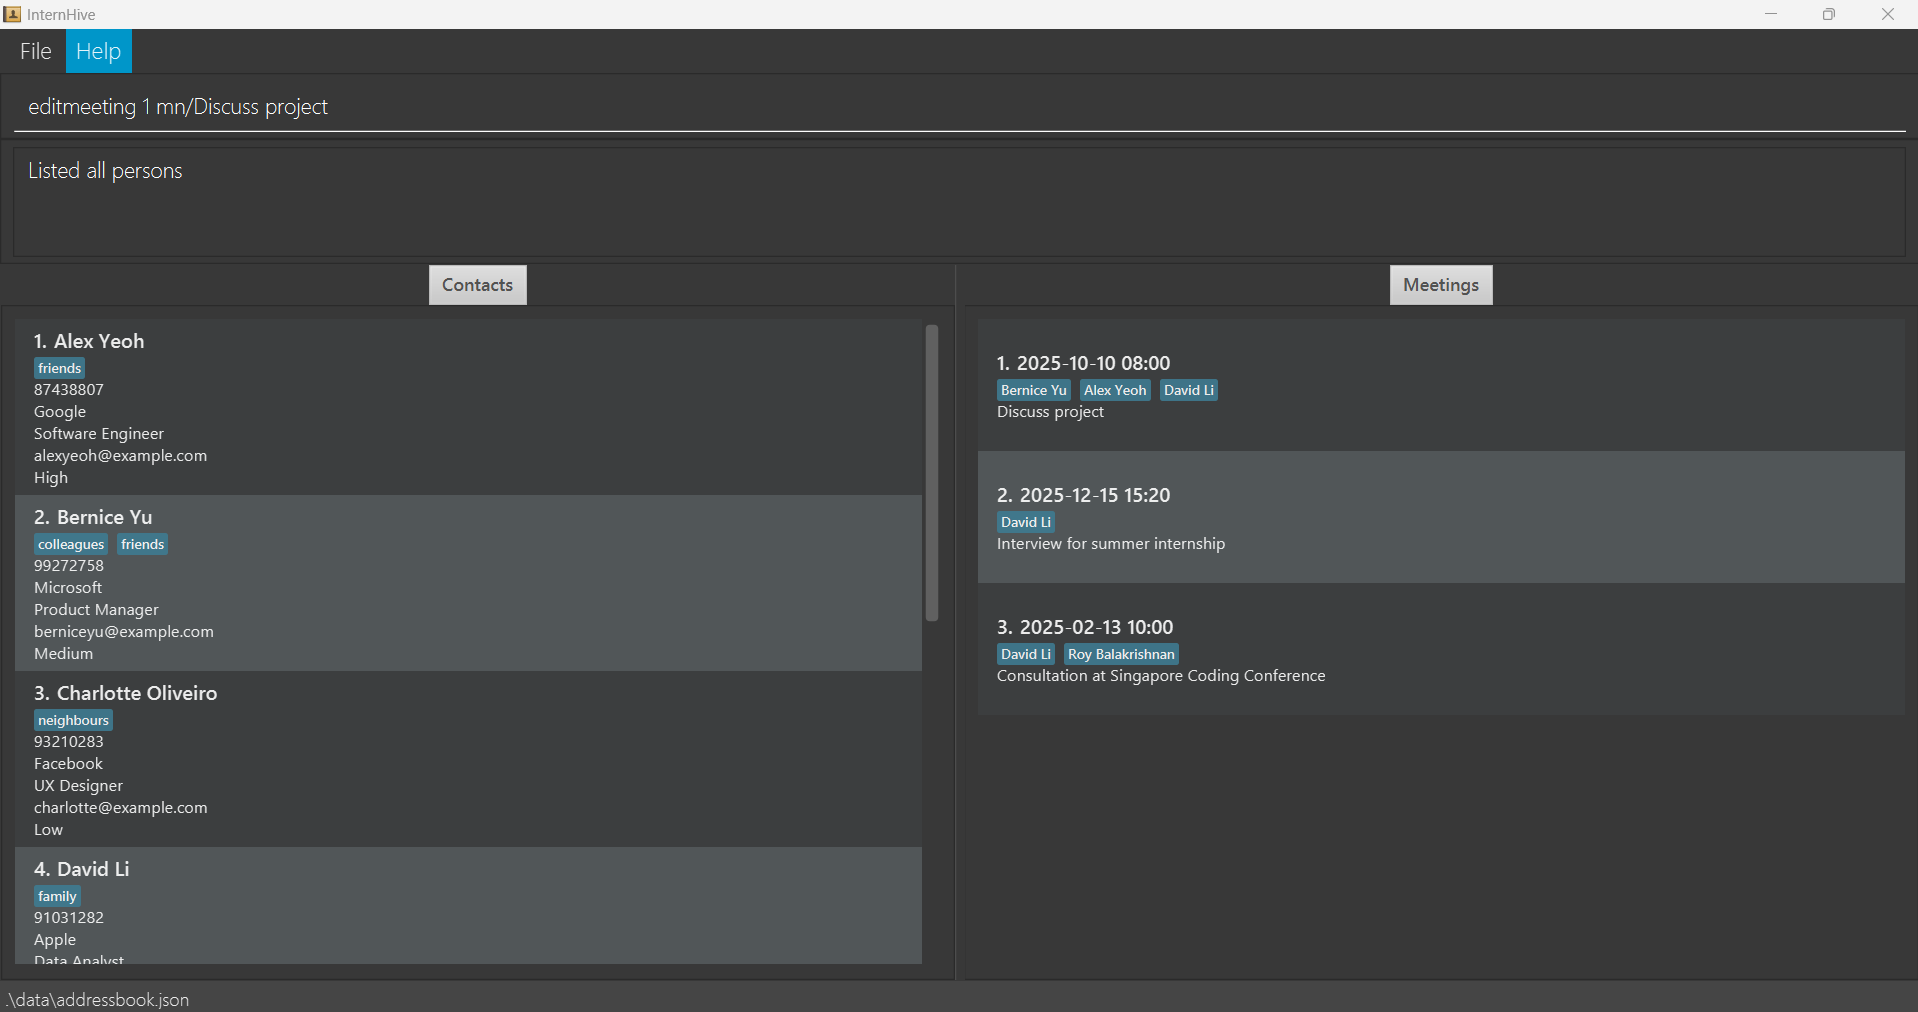 InternHive
File Help
editmeeting 1 mn/Discuss project
Listed all persons
Contacts
1. Alex Yeoh
friends
87438807
Google
Software Engineer
alexyeoh@example.com
High
2. Bernice Yu
colleagues friends
99272758
Microsoft
Product Manager
berniceyu@example.com
Medium
3. Charlotte Oliveiro
neighbours
93210283
Facebook
UX Designer
charlotte@example.com
Low
4. David Li
family
91031282
Apple
Data Analyst
Meetings
1. 2025-10-10 08:00
Bernice Yu Alex Yeoh David Li
Discuss project
2. 2025-12-15 15:20
David Li
Interview for summer internship
3. 2025-02-13 10:00
David Li Roy Balakrishnan
Consultation at Singapore Coding Conference
.\data\addressbook.json